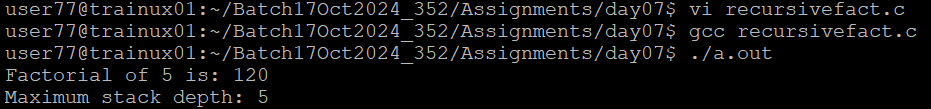 user77@trainux01:~/Batch17Oct2024_352/Assignments/day07$ vi recursivefact.c
user77@trainux01:~/Batch17Oct2024_352/Assignments/day07$ gcc recursivefact.c
user77@trainux01:~/Batch17Oct2024_352/Assignments/day07$ ./a.out
Factorial of 5 is: 120
Maximum stack depth: 5